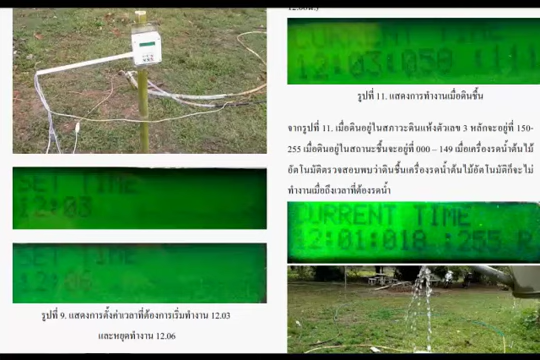 SET TIME
12:03
SET TIME
12:06
รูปที่ 9. แสดงการตั้งค่าเวลาที่ต้องการเริ่มทำงาน 12.03
และหยุดทำงาน 12.06
CURRENT TIME
12:03:058
รูปที่ 11. แสดงการทำงานเมื่อดินชื้น
จากรูปที่ 11. เมื่อดินอยู่ในสภาวะดินแห้งตัวเลข 3 หลักจะอยู่ที่ 150-
255 เมื่อดินอยู่ในสถานะชื้นจะอยู่ที่ 000 – 149 เมื่อเครื่องรดน้ำต้นไม้
อัตโนมัติตรวจสอบพบว่าดินชื้นเครื่องรดน้ำต้นไม้อัตโนมัติก็จะไม่
ทำงานเมื่อถึงเวลาที่ต้องรดน้ำ
CURRENT TIME
12:01:018 :255 R